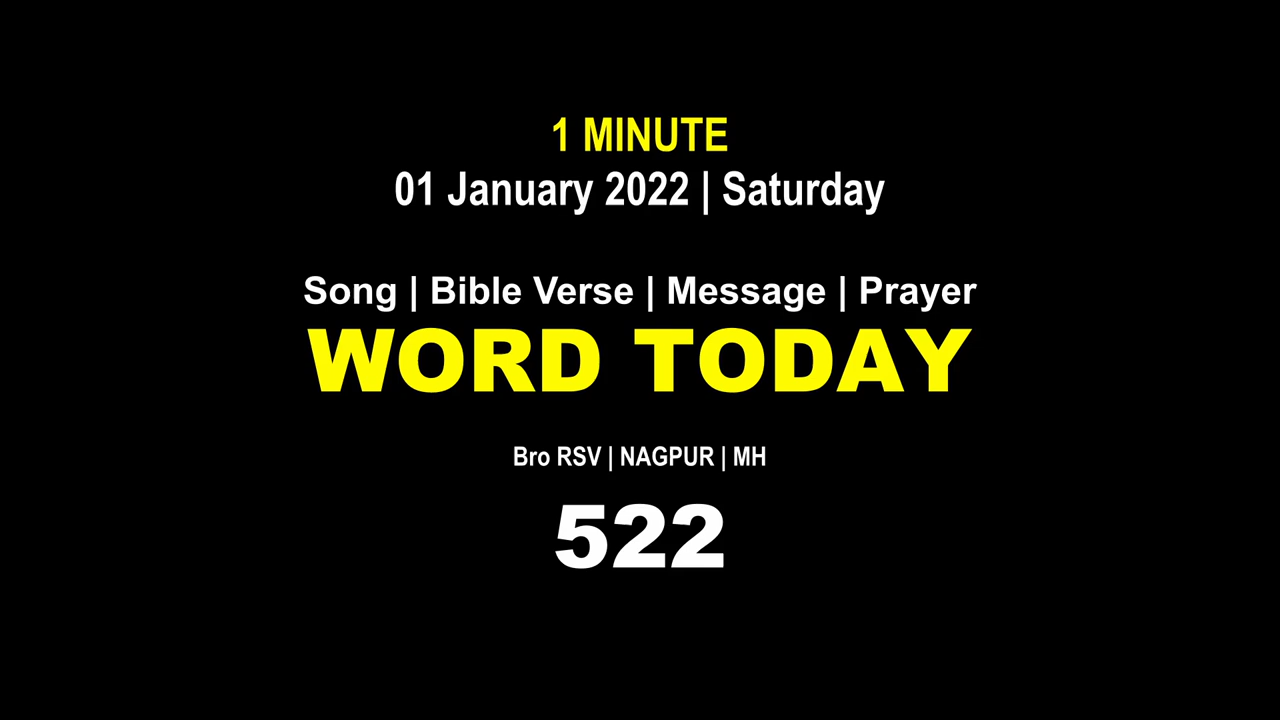 1 MINUTE
01 January 2022 | Saturday
Song | Bible Verse | Message | Prayer
WORD TODAY
Bro RSV | NAGPUR | MH
522